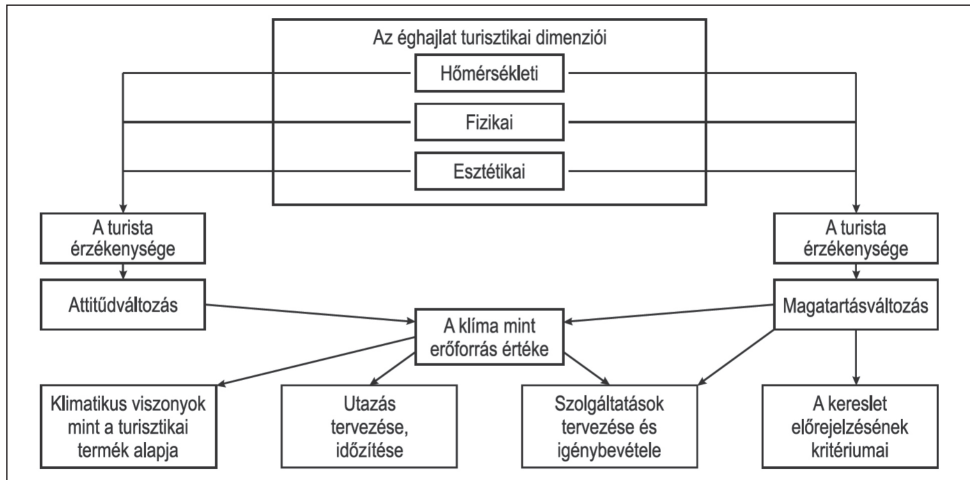 Az éghajlat turisztikai dimenziói
Hőmérsékleti
Fizikai
Esztétikai
A turista
érzékenysége
A turista
érzékenysége
Attitűdváltozás
Magatartásváltozás
A klíma mint
erőforrás értéke
Klimatikus viszonyok
mint a turisztikai
termék alapja
Utazás
tervezése,
időzítése
Szolgáltatások
tervezése és
igénybevétele
A kereslet
előrejelzésének
kritériumai